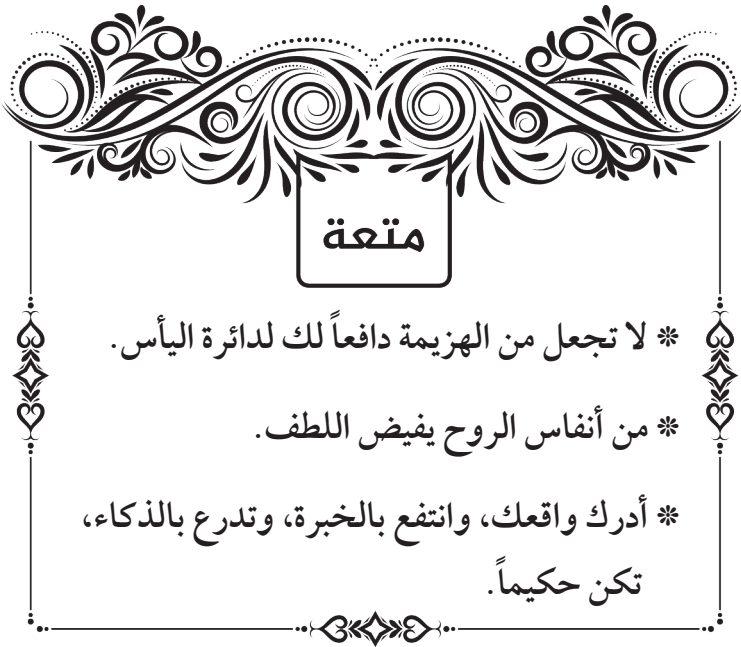 متعة
❊ لا تجعل من الهزيمة دافعاً لك لدائرة اليأس.
❊ من أنفاس الروح يفيض اللطف.
❊ أدرك واقعك، وانتفع بالخبرة، وتدرع بالذكاء،
تكن حكيماً.